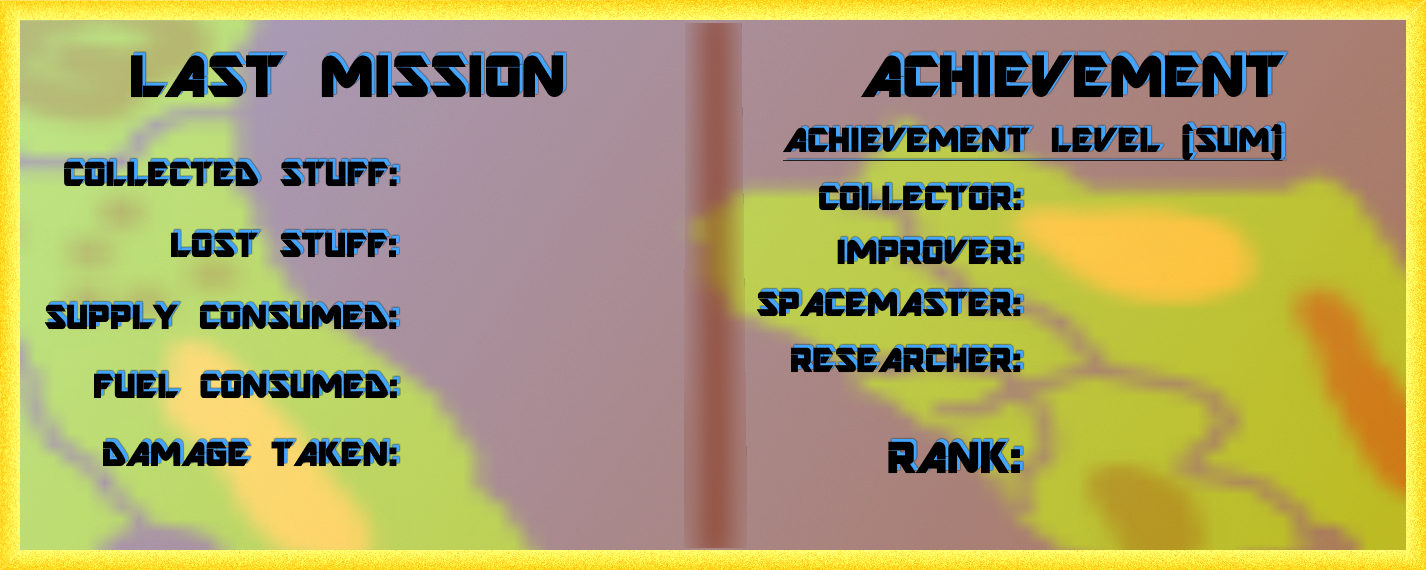 LAST MISSION
COLLECTED STUFF:
LOST STUFF:
SUPPLY CONSUMED:
FUEL CONSUMED:
DAMAGE TAKEN:
ACHIEVEMENT
ACHIEVEMENT LEVEL (SUM)
COLLECTOR:
IMPROVER:
SPACEMASTER:
RESEARCHER:
RANK: